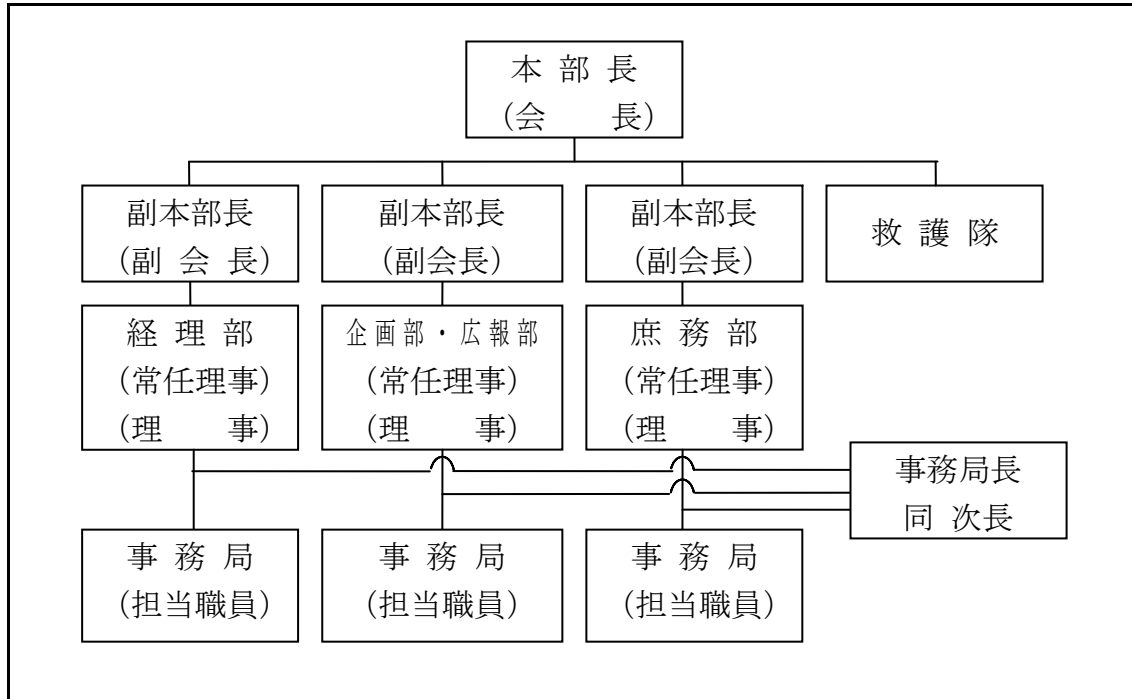 本 部 長
（会　　長）
副本部長
（副 会 長）
副本部長
（副会長）
副本部長
（副会長）
救 護 隊
経 理 部
（常任理事）
（理　　事）
企画部・広報部
（常任理事）
（理　　事）
庶 務 部
（常任理事）
（理　　事）
事務局長
同 次長
事 務 局
（担当職員）
事 務 局
（担当職員）
事 務 局
（担当職員）